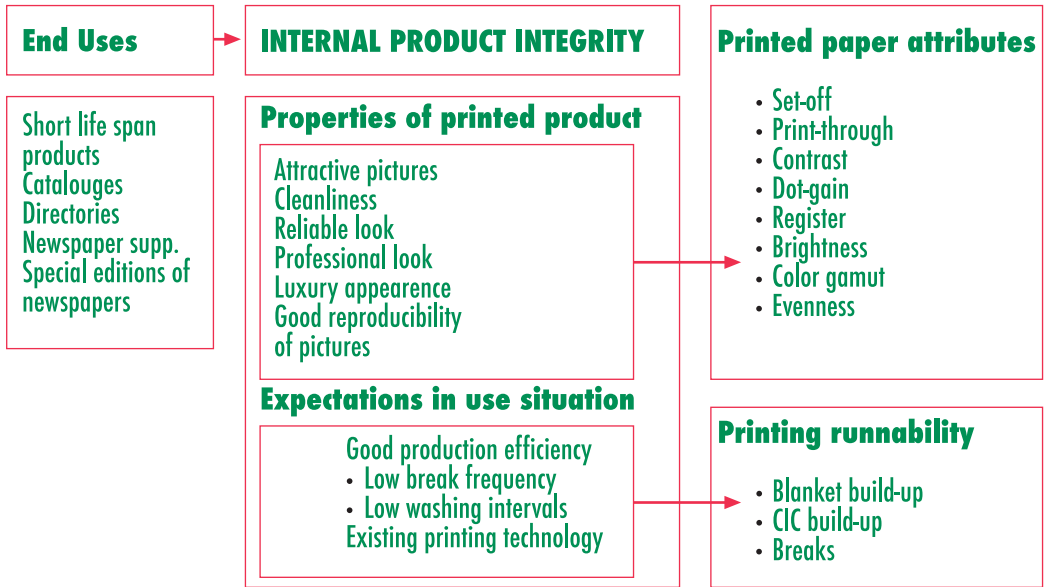 End Uses
Short life span
products
Catalouges
Directories
Newspaper supp.
Special editions of
newspapers
INTERNAL PRODUCT INTEGRITY
Properties of printed product
Attractive pictures
Cleanliness
Reliable look
Professional look
Luxury appearence
Good reproducibility
of pictures
Expectations in use situation
Good production efficiency
• Low break frequency
• Low washing intervals
Existing printing technology
Printed paper attributes
• Set-off
• Print-through
• Contrast
• Dot-gain
• Register
• Brightness
• Color gamut
• Evenness
Printing runnability
• Blanket build-up
• CIC build-up
• Breaks